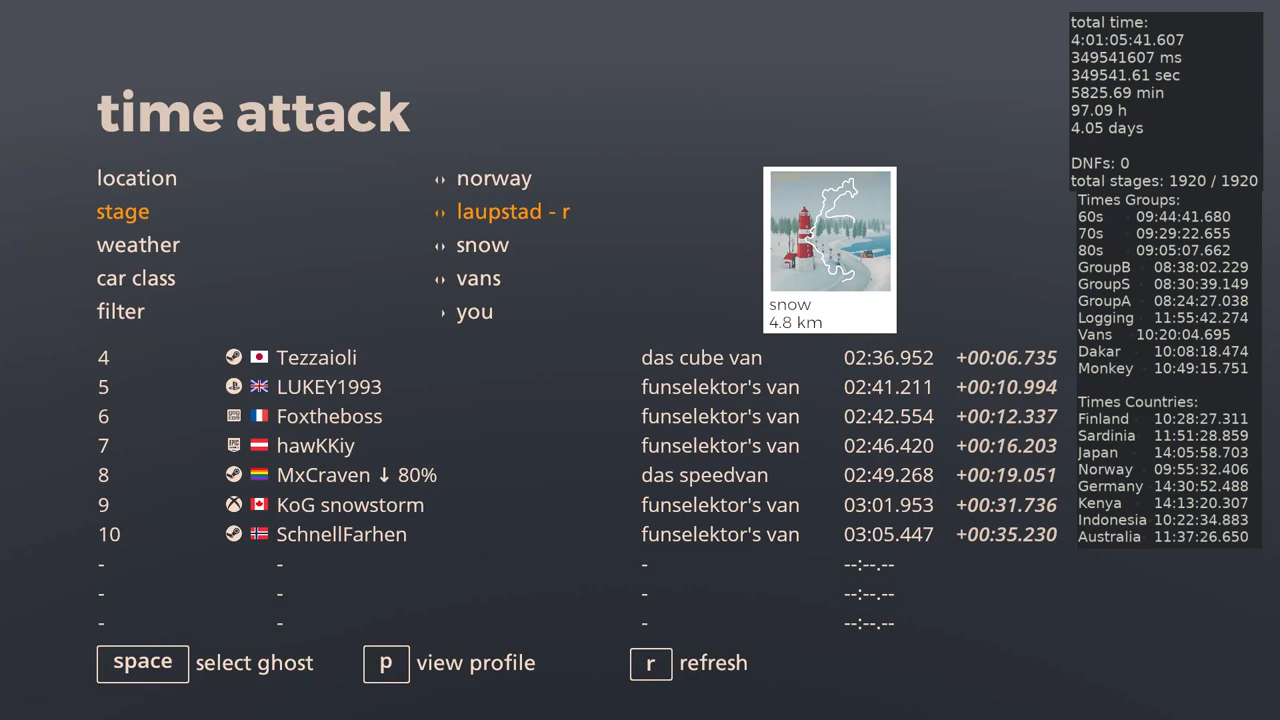 total time:
4:01:05:41.607
349541607 ms
349541.61 sec
5825.69 min
97.09 h
4.05 days
DNFs: 0
total stages: 1920 / 1920
Times Groups:
60s 09:44:41.680
70s 09:29:22.655
80s 09:05:07.662
GroupB 08:38:02.229
GroupS 08:30:39.149
GroupA 08:24:27.038
Logging 11:55:42.274
Vans 10:20:04.695
Dakar 10:08:18.474
Monkey 10:49:15.751
Times Countries:
Finland 10:28:27.311
Sardinia 11:51:28.859
Japan 14:05:58.703
Norway 09:55:32.406
Germany 14:30:52.488
Kenya 14:13:20.307
Indonesia 10:22:34.883
Australia 11:37:26.650
time attack
location norway
stage laupstad - r
weather snow
car class vans
filter you
snow
4.8 km
4 Tezzaioli das cube van 02:36.952 +00:06.735
5 LUKEY1993 funselektor's van 02:41.211 +00:10.994
6 Foxtheboss funselektor's van 02:42.554 +00:12.337
7 hawKKiy funselektor's van 02:46.420 +00:16.203
8 MxCraven ↓ 80% das speedvan 02:49.268 +00:19.051
9 KoG snowstorm funselektor's van 03:01.953 +00:31.736
10 SchnellFarhen funselektor's van 03:05.447 +00:35.230
- - - --:--.--
- - - --:--.--
- - - --:--.--
space select ghost p view profile r refresh